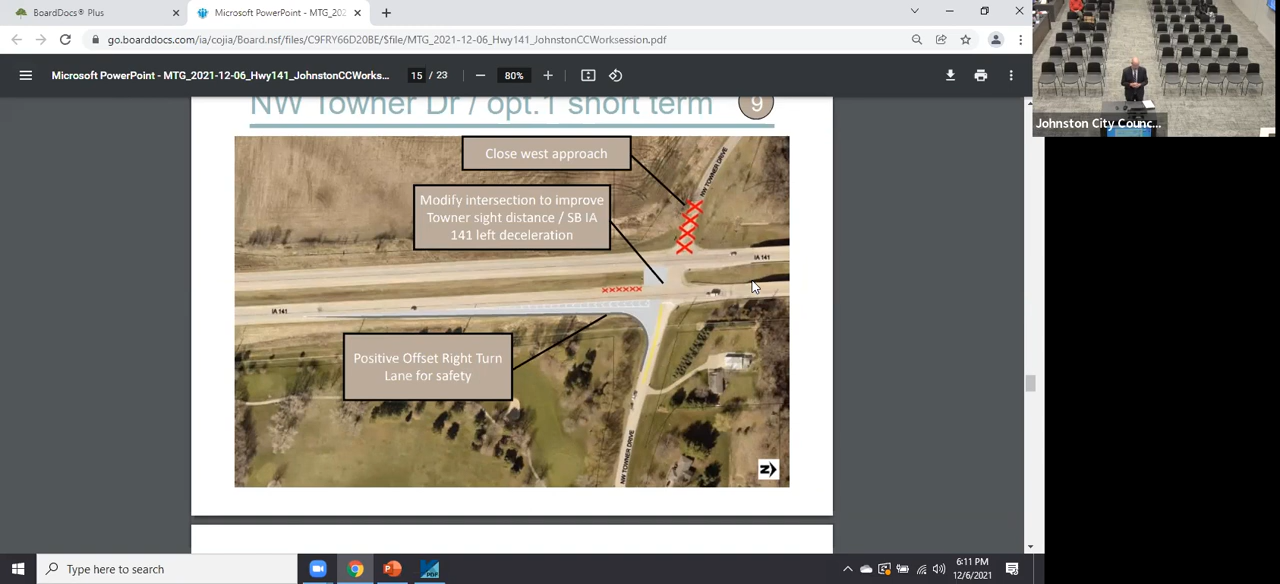 BoardDocs® Plus
Microsoft PowerPoint - MTG_202
go.boarddocs.com/ia/cojia/Board.nsf/files/C9FRY66D20BE/$file/MTG_2021-12-06_Hwy141_JohnstonCCWorksession.pdf
Microsoft PowerPoint - MTG_2021-12-06_Hwy141_JohnstonCCWorks...
15 / 23
80%
Johnston City Counc...
NW Towner Dr / opt.1 short term
9
Close west approach
NW TOWNER DRIVE
Modify intersection to improve
Towner sight distance / SB IA
141 left deceleration
IA 141
IA 141
Positive Offset Right Turn
Lane for safety
NW TOWNER DRIVE
Z
Type here to search
6:11 PM
12/6/2021